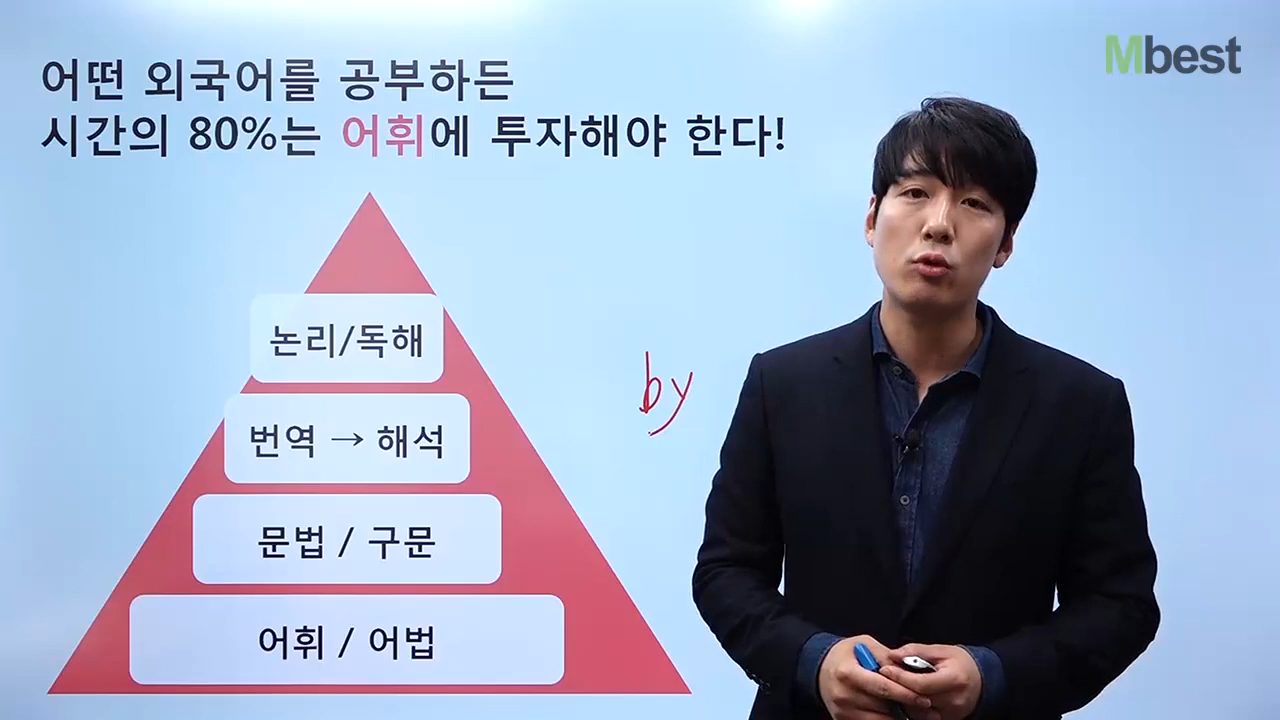 어떤 외국어를 공부하든
시간의 80%는 어휘에 투자해야 한다!
Mbest
논리/독해
번역 → 해석
by
문법 / 구문
어휘 / 어법